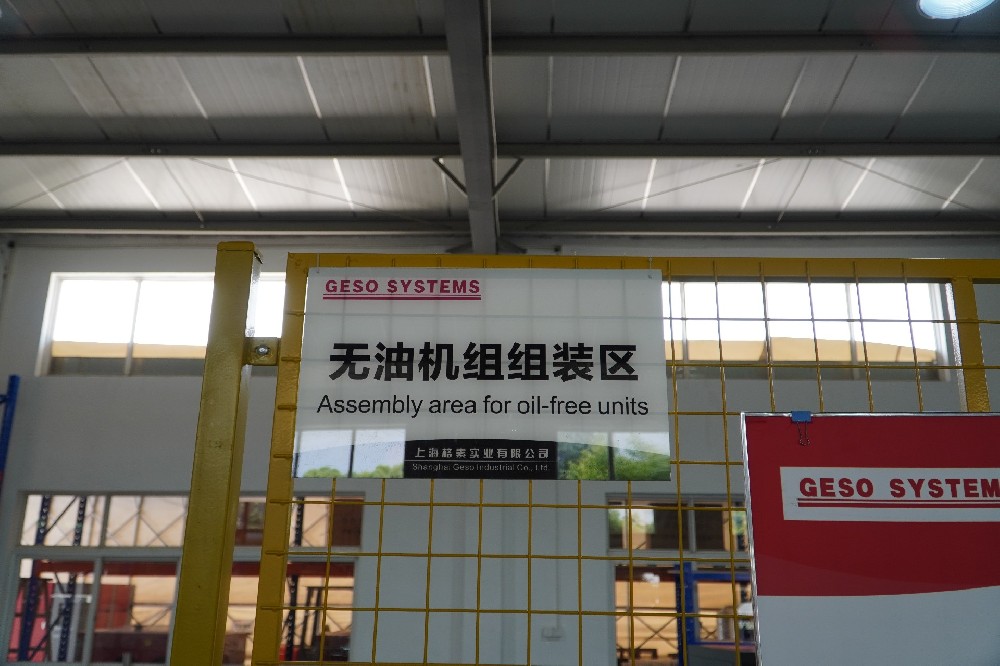 GESO SYSTEMS
无油机组组装区
Assembly area for oil-free units
上海格素实业有限公司
Shanghai Geso Industrial Co., Ltd.
GESO SYSTEM